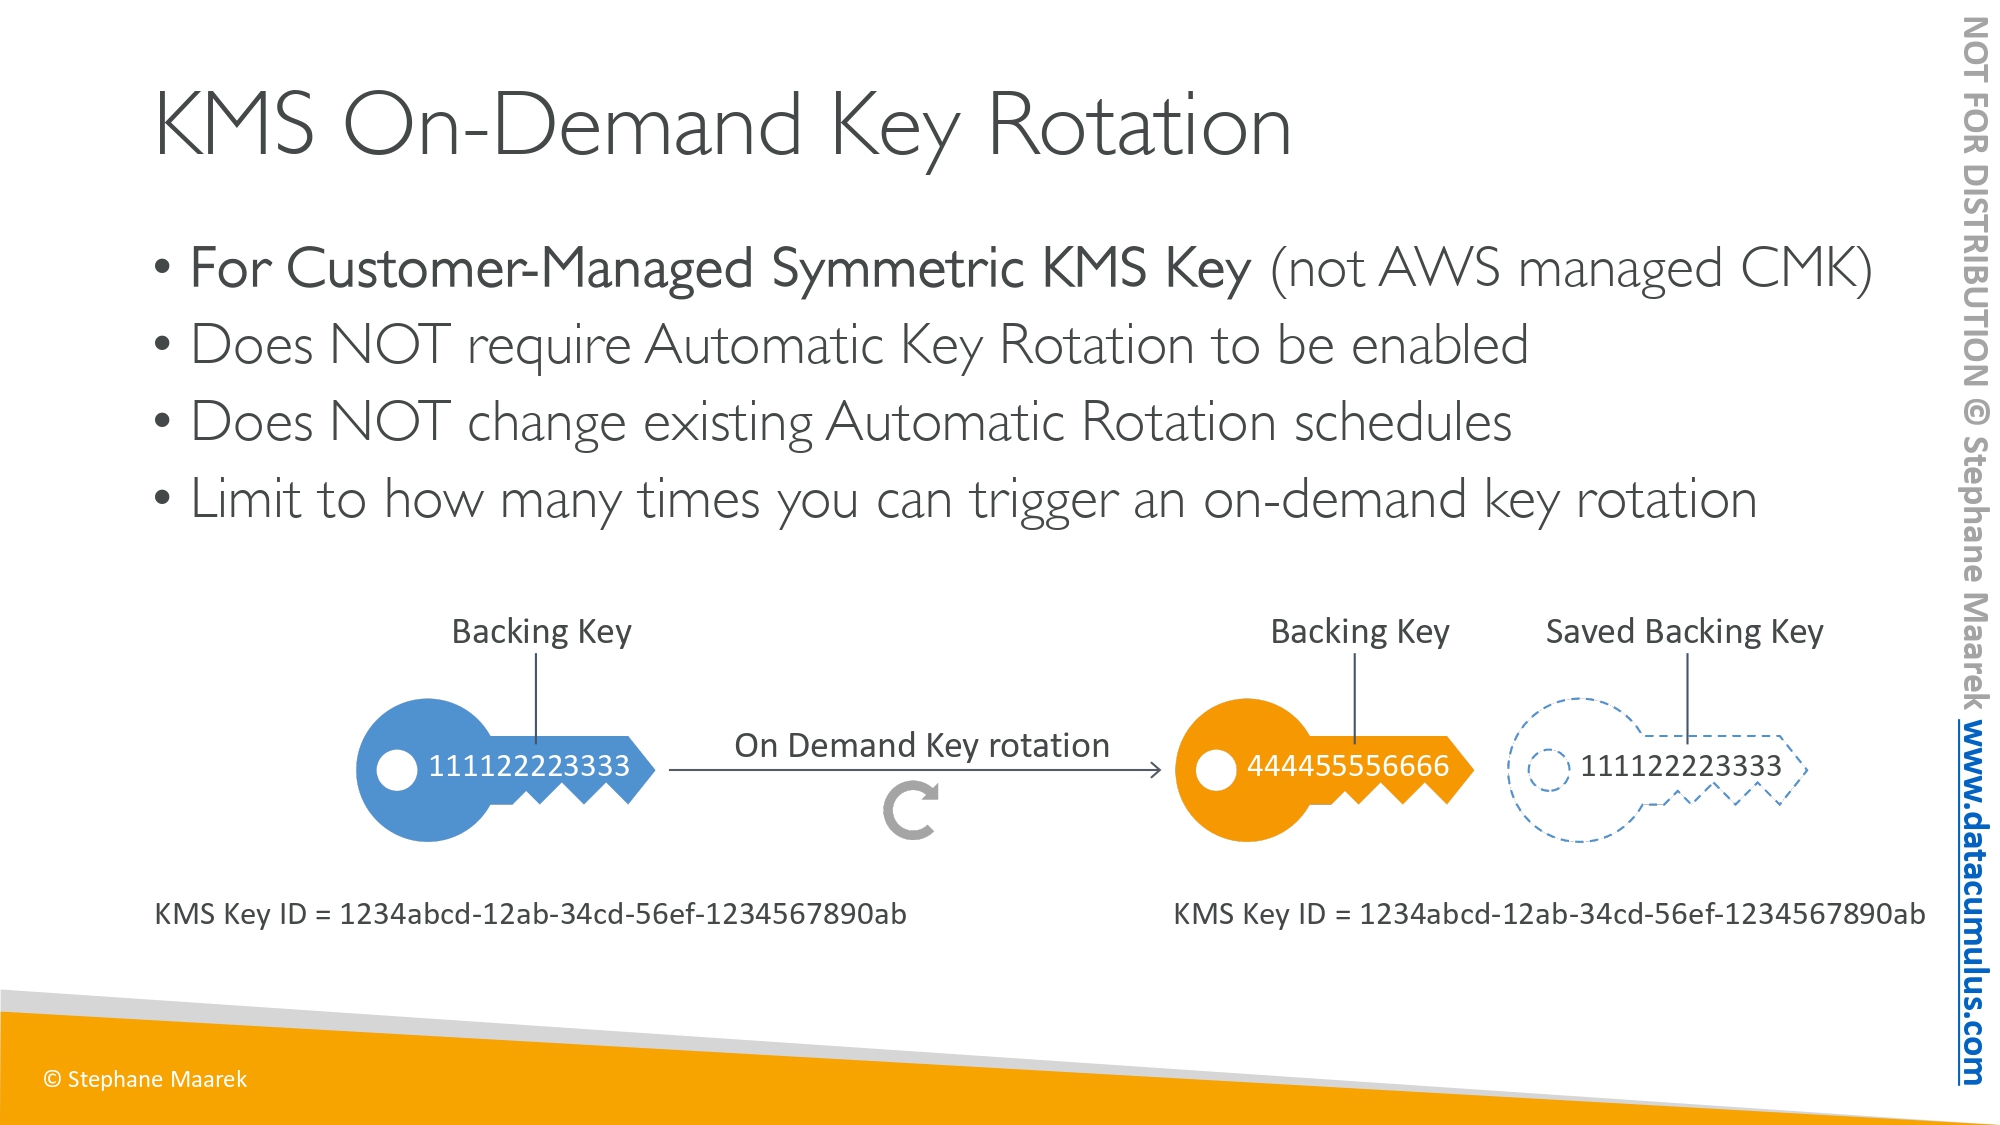 KMS On-Demand Key Rotation
• For Customer-Managed Symmetric KMS Key (not AWS managed CMK)
• Does NOT require Automatic Key Rotation to be enabled
• Does NOT change existing Automatic Rotation schedules
• Limit to how many times you can trigger an on-demand key rotation
Backing Key
111122223333
On Demand Key rotation
Backing Key
444455556666
Saved Backing Key
111122223333
KMS Key ID = 1234abcd-12ab-34cd-56ef-1234567890ab
KMS Key ID = 1234abcd-12ab-34cd-56ef-1234567890ab
© Stephane Maarek
NOT FOR DISTRIBUTION © Stephane Maarek www.datacumulus.com